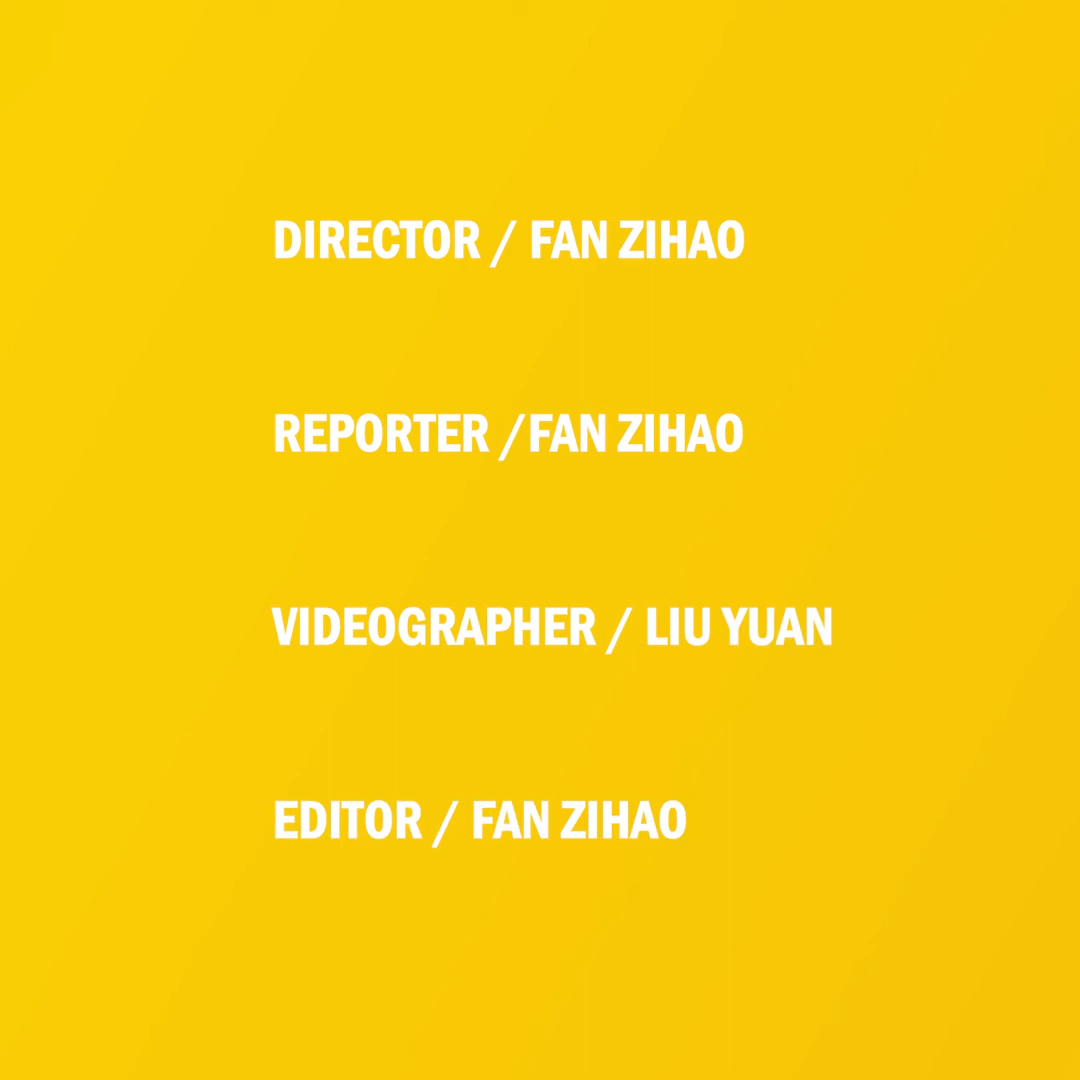 DIRECTOR / FAN ZIHAO
REPORTER /FAN ZIHAO
VIDEOGRAPHER / LIU YUAN
EDITOR / FAN ZIHAO